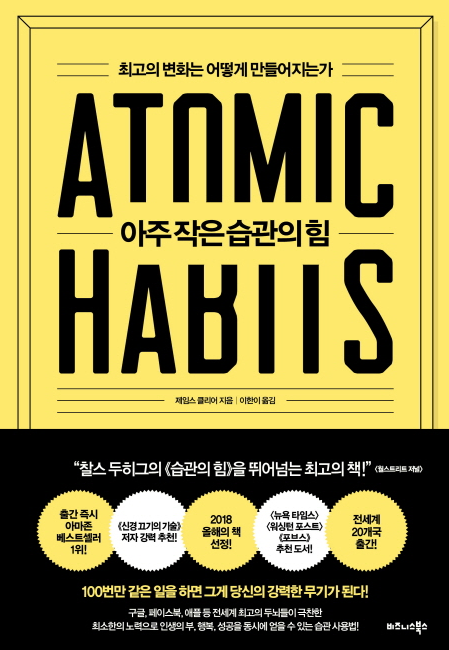 최고의 변화는 어떻게 만들어지는가
ATOMIC
아주 작은 습관의 힘
HABITS
제임스 클리어 지음 | 이한이 옮김
“찰스 두히그의 《습관의 힘》을 뛰어넘는 최고의 책!” 〈월스트리트 저널〉
출간 즉시
아마존
베스트셀러
1위!
《신경 끄기의 기술》
저자 강력 추천!
2018
올해의 책
선정!
〈뉴욕 타임스〉
〈워싱턴 포스트〉
《포브스》
추천 도서!
전세계
20개국
출간!
100번만 같은 일을 하면 그게 당신의 강력한 무기가 된다!
구글, 페이스북, 애플 등 전세계 최고의 두뇌들이 극찬한
최소한의 노력으로 인생의 부, 행복, 성공을 동시에 얻을 수 있는 습관 사용법!
비즈니스북스